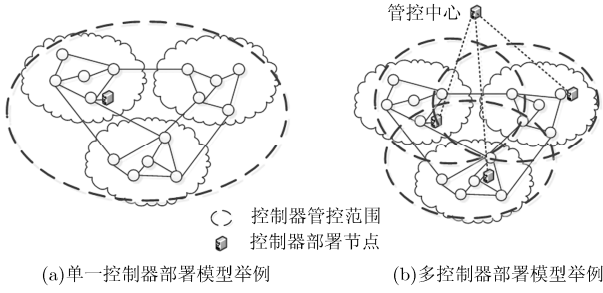 管控中心
控制器管控范围
控制器部署节点
(a)单一控制器部署模型举例
(b)多控制器部署模型举例